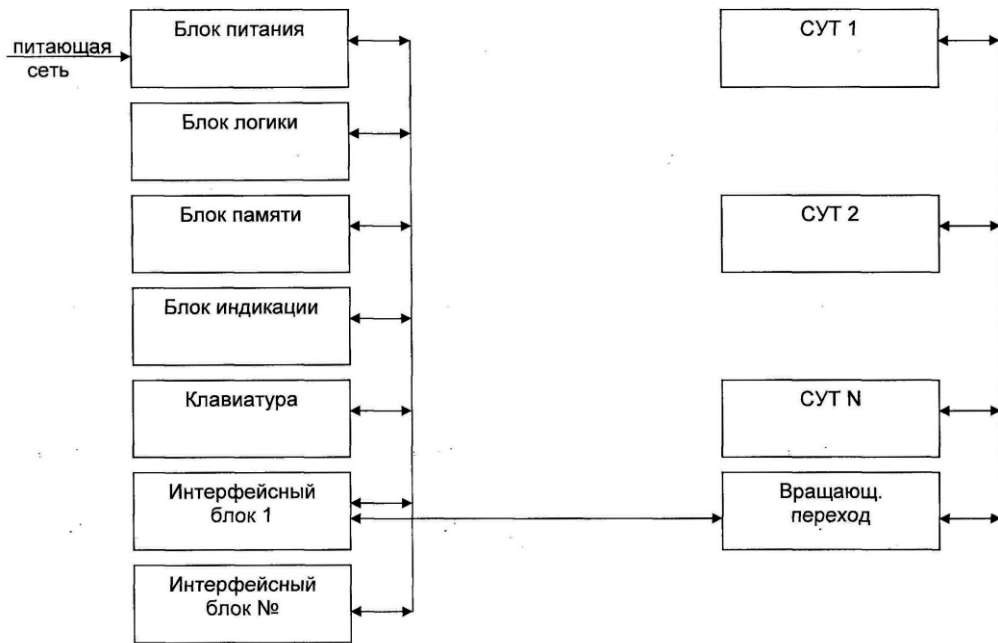 питающая
сеть
Блок питания
Блок логики
Блок памяти
Блок индикации
Клавиатура
Интерфейсный
блок 1
Интерфейсный
блок №
СУТ 1
СУТ 2
СУТ N
Вращающ.
переход